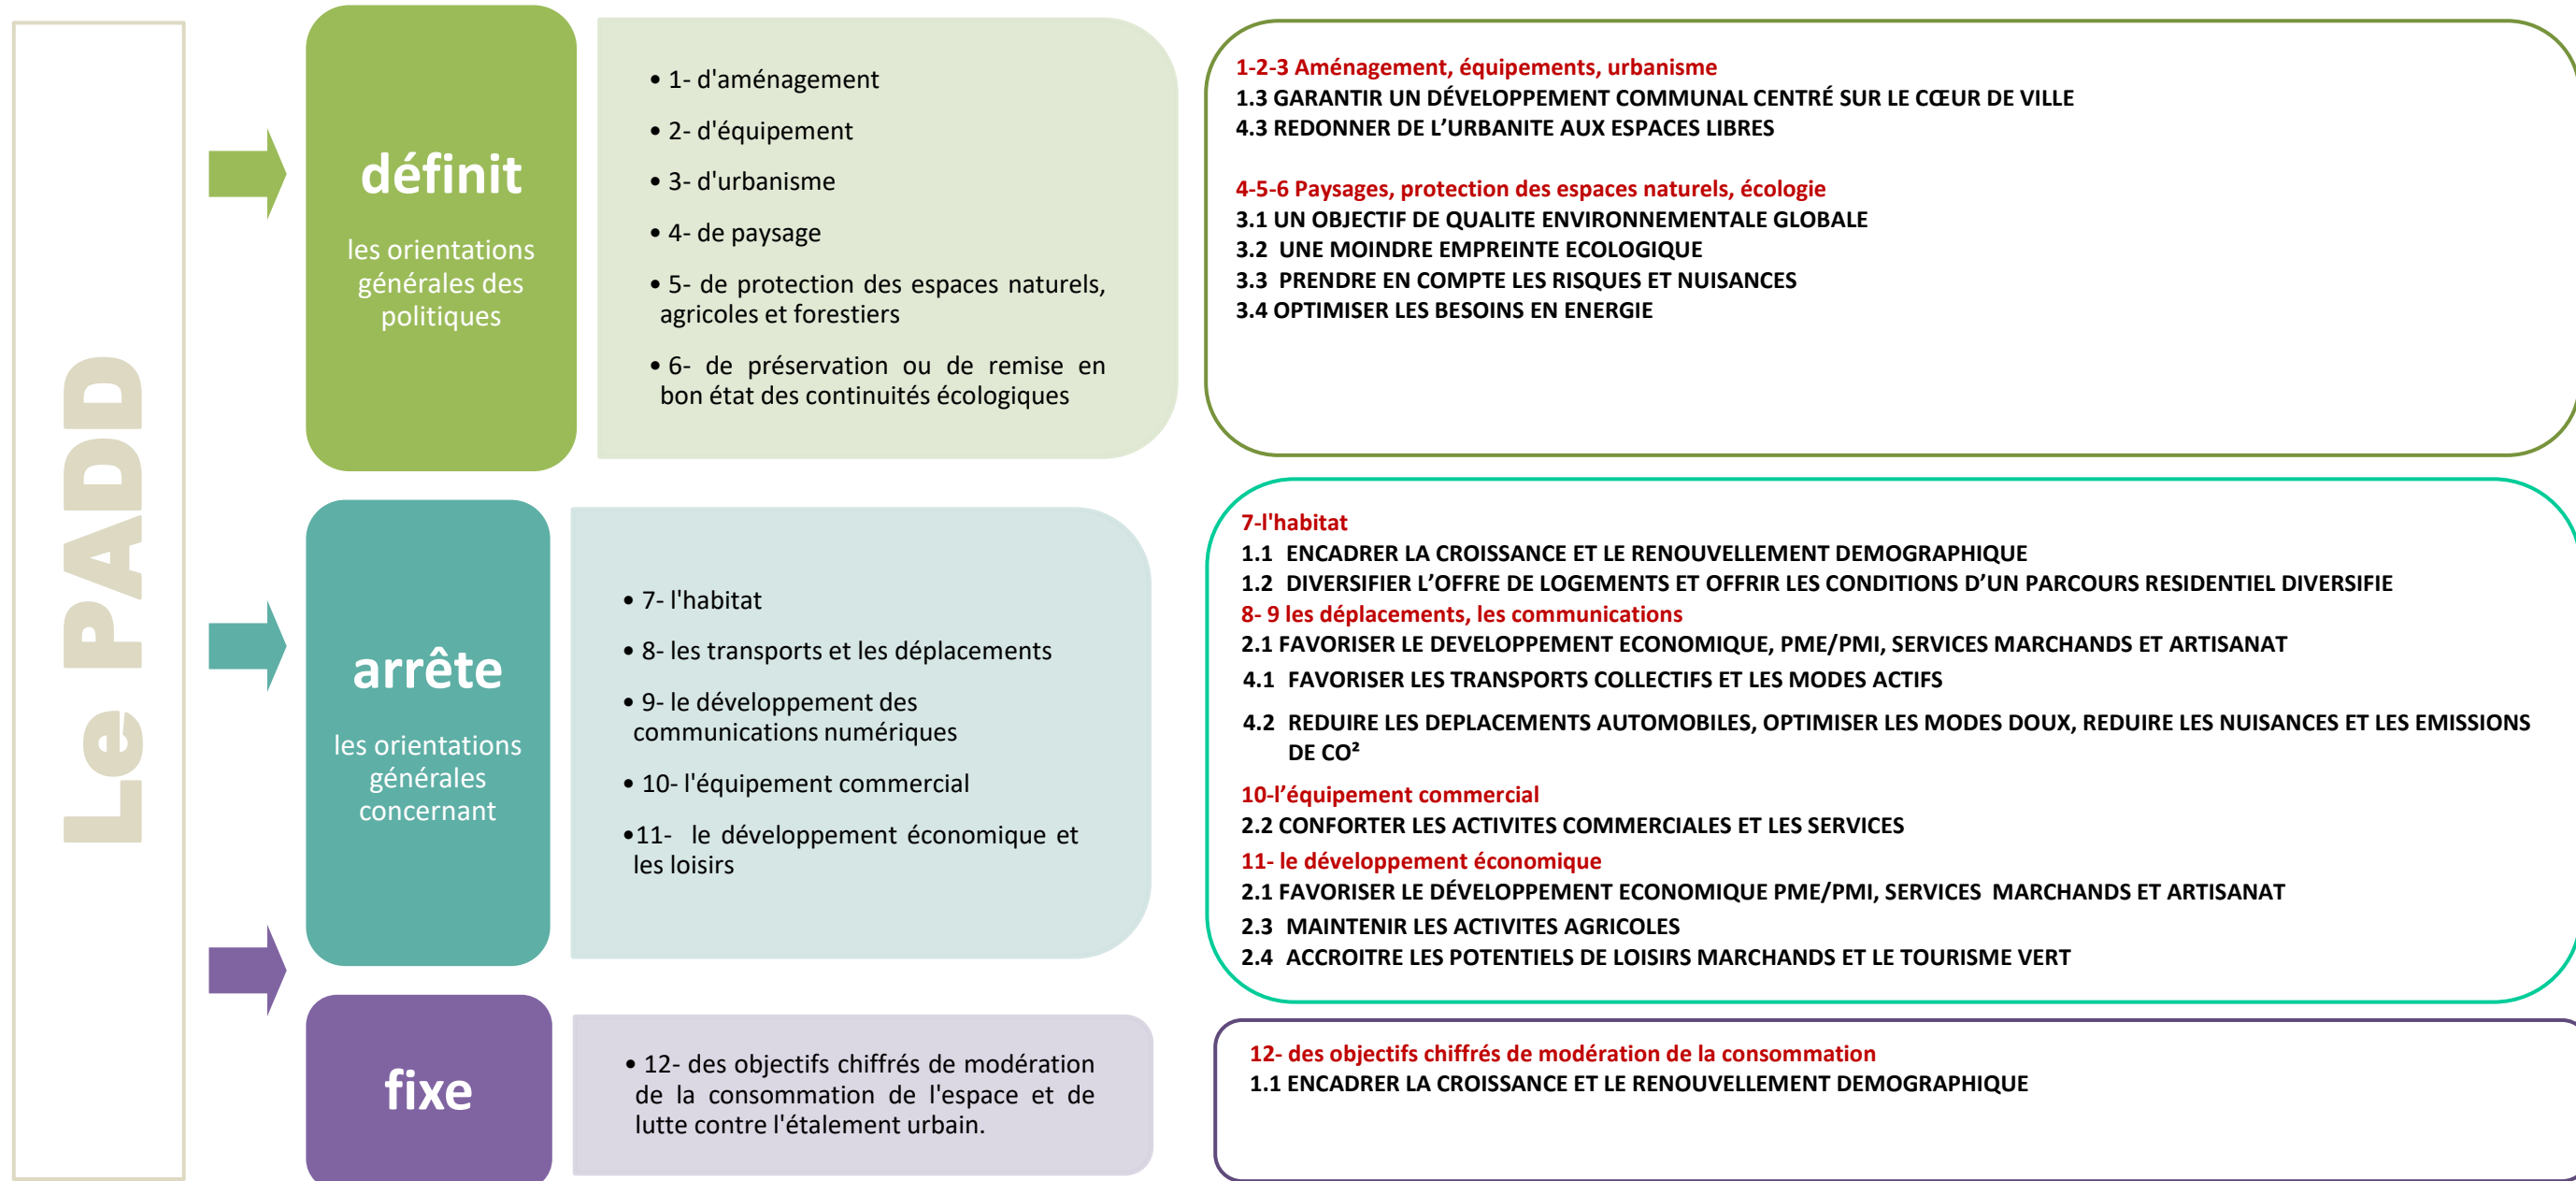 Le PADD
définit
les orientations
générales des
politiques
• 1- d'aménagement
• 2- d'équipement
• 3- d'urbanisme
• 4- de paysage
• 5- de protection des espaces naturels,
agricoles et forestiers
• 6- de préservation ou de remise en
bon état des continuités écologiques
1-2-3 Aménagement, équipements, urbanisme
1.3 GARANTIR UN DÉVELOPPEMENT COMMUNAL CENTRÉ SUR LE CŒUR DE VILLE
4.3 REDONNER DE L’URBANITE AUX ESPACES LIBRES
4-5-6 Paysages, protection des espaces naturels, écologie
3.1 UN OBJECTIF DE QUALITE ENVIRONNEMENTALE GLOBALE
3.2 UNE MOINDRE EMPREINTE ECOLOGIQUE
3.3 PRENDRE EN COMPTE LES RISQUES ET NUISANCES
3.4 OPTIMISER LES BESOINS EN ENERGIE
arrête
les orientations
générales
concernant
• 7- l'habitat
• 8- les transports et les déplacements
• 9- le développement des
communications numériques
• 10- l'équipement commercial
•11- le développement économique et
les loisirs
7-l'habitat
1.1 ENCADRER LA CROISSANCE ET LE RENOUVELLEMENT DEMOGRAPHIQUE
1.2 DIVERSIFIER L’OFFRE DE LOGEMENTS ET OFFRIR LES CONDITIONS D’UN PARCOURS RESIDENTIEL DIVERSIFIE
8- 9 les déplacements, les communications
2.1 FAVORISER LE DEVELOPPEMENT ECONOMIQUE, PME/PMI, SERVICES MARCHANDS ET ARTISANAT
4.1 FAVORISER LES TRANSPORTS COLLECTIFS ET LES MODES ACTIFS
4.2 REDUIRE LES DEPLACEMENTS AUTOMOBILES, OPTIMISER LES MODES DOUX, REDUIRE LES NUISANCES ET LES EMISSIONS
DE CO²
10-l’équipement commercial
2.2 CONFORTER LES ACTIVITES COMMERCIALES ET LES SERVICES
11- le développement économique
2.1 FAVORISER LE DÉVELOPPEMENT ECONOMIQUE PME/PMI, SERVICES MARCHANDS ET ARTISANAT
2.3 MAINTENIR LES ACTIVITES AGRICOLES
2.4 ACCROITRE LES POTENTIELS DE LOISIRS MARCHANDS ET LE TOURISME VERT
fixe
• 12- des objectifs chiffrés de modération
de la consommation de l'espace et de
lutte contre l'étalement urbain.
12- des objectifs chiffrés de modération de la consommation
1.1 ENCADRER LA CROISSANCE ET LE RENOUVELLEMENT DEMOGRAPHIQUE